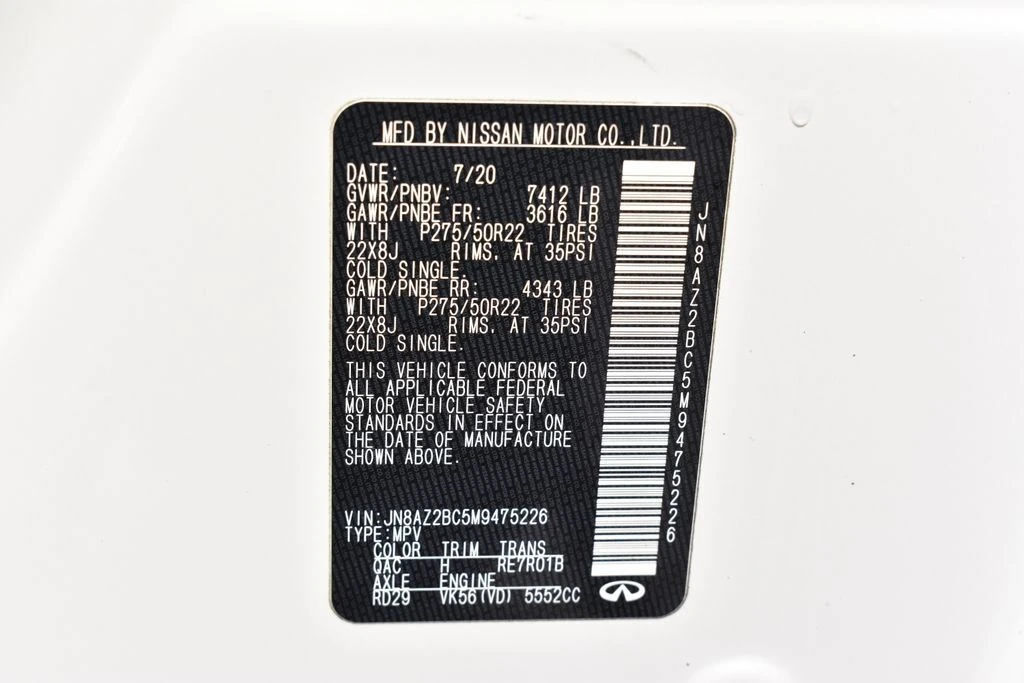 MFD BY NISSAN MOTOR CO.,LTD.
DATE: 7/20
GVWR/PNBV: 7412 LB
GAWR/PNBE FR: 3616 LB
WITH P275/50R22 TIRES
22X8J RIMS. AT 35PSI
COLD SINGLE.
GAWR/PNBE RR: 4343 LB
WITH P275/50R22 TIRES
22X8J RIMS. AT 35PSI
COLD SINGLE.
THIS VEHICLE CONFORMS TO
ALL APPLICABLE FEDERAL
MOTOR VEHICLE SAFETY
STANDARDS IN EFFECT ON
THE DATE OF MANUFACTURE
SHOWN ABOVE.
VIN:JN8AZ2BC5M9475226
TYPE:MPV
COLOR TRIM TRANS
QAC H RE7R01B
AXLE ENGINE
RD29 VK56(VD) 5552CC
JN8AZ2BC5M9475226